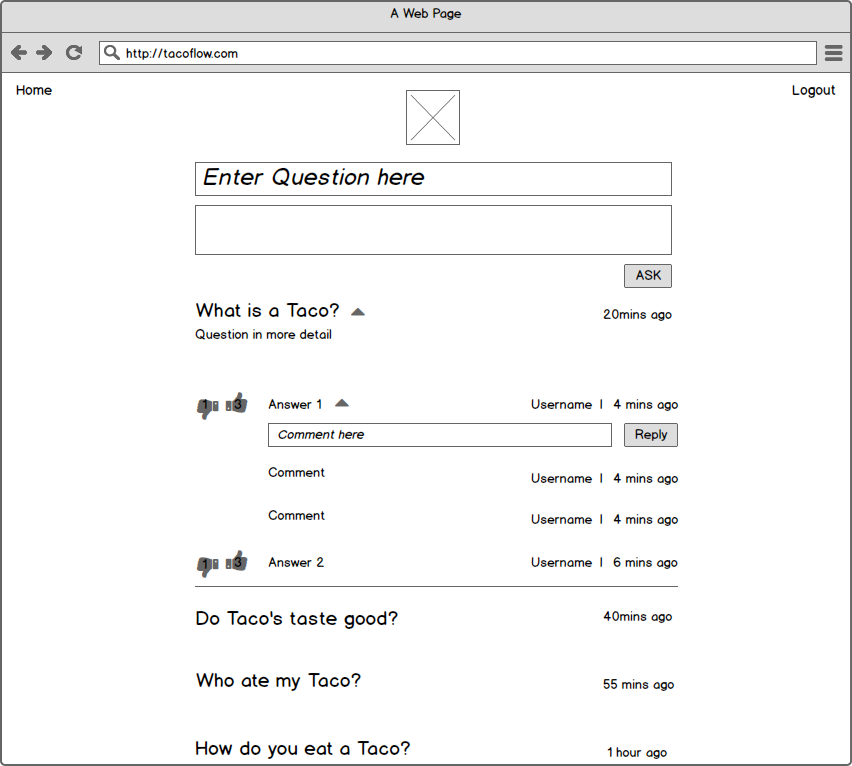 A Web Page
http://tacoflow.com
Home Logout
Enter Question here
ASK
What is a Taco? 20mins ago
Question in more detail
1 3 Answer 1 Username | 4 mins ago
Comment here Reply
Comment Username | 4 mins ago
Comment Username | 4 mins ago
1 3 Answer 2 Username | 6 mins ago
Do Taco's taste good? 40mins ago
Who ate my Taco? 55 mins ago
How do you eat a Taco? 1 hour ago